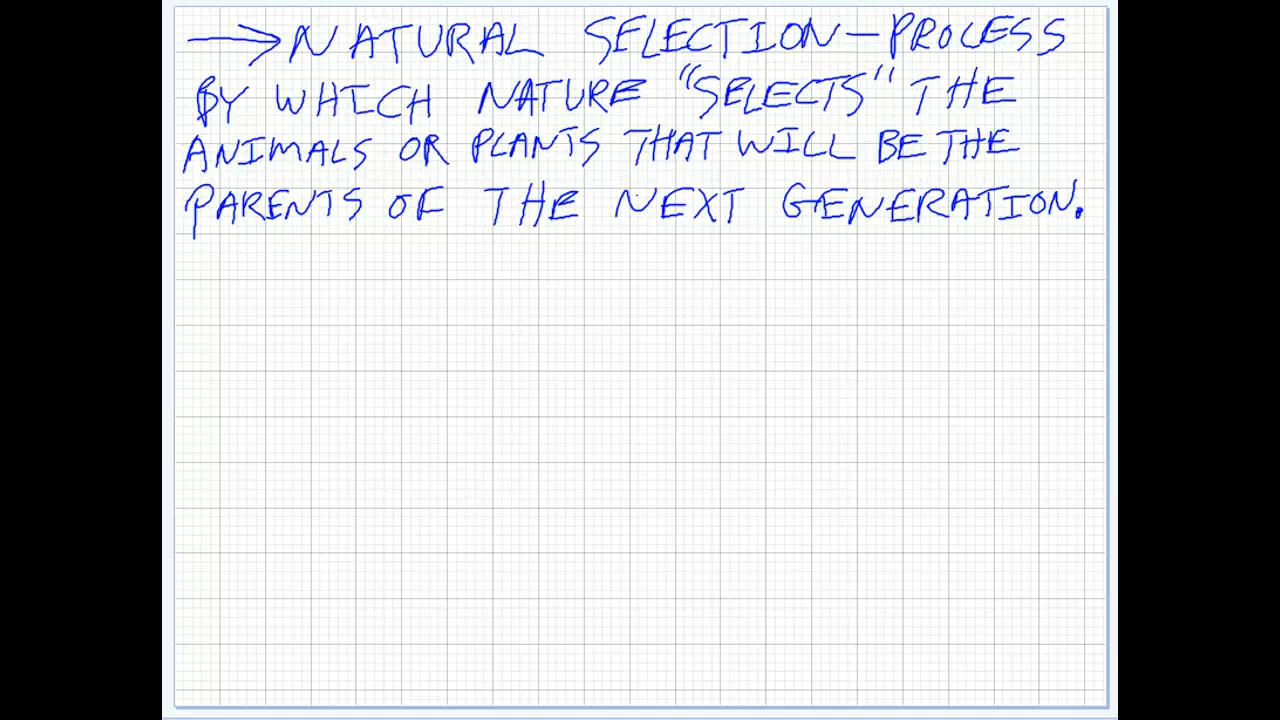 → NATURAL SELECTION – PROCESS
BY WHICH NATURE "SELECTS" THE
ANIMALS OR PLANTS THAT WILL BE THE
PARENTS OF THE NEXT GENERATION.